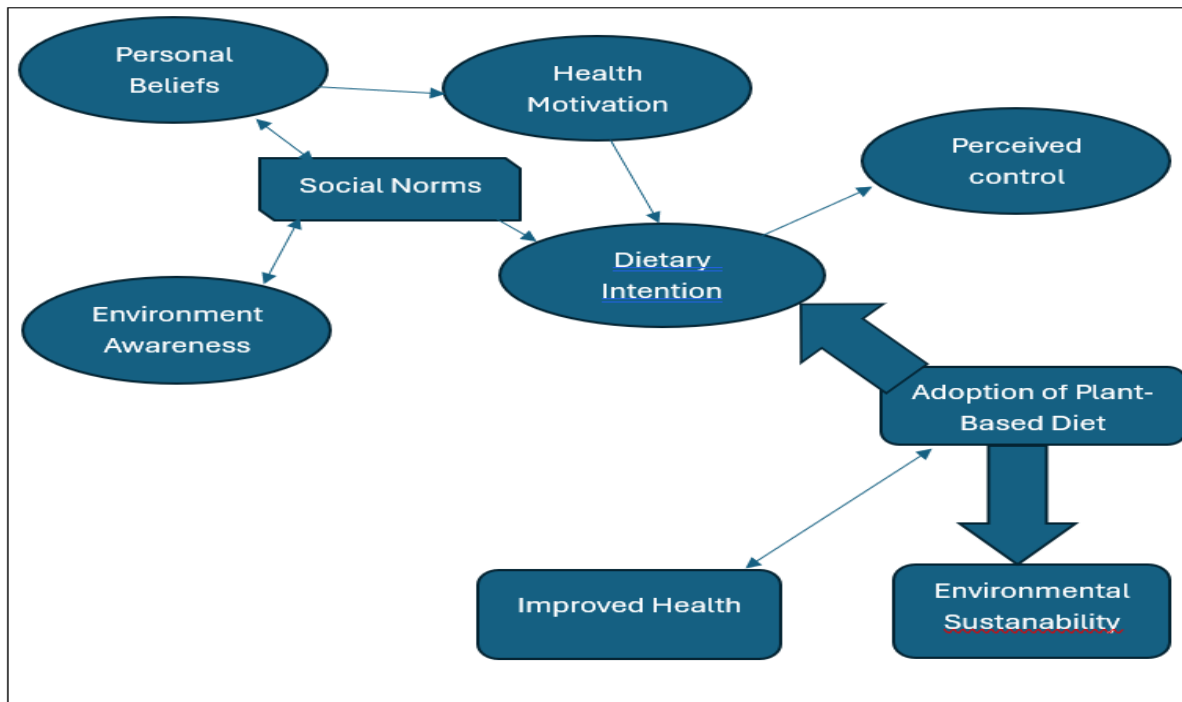 Personal
Beliefs
Health
Motivation
Perceived
control
Social Norms
Dietary
Intention
Environment
Awareness
Adoption of Plant-
Based Diet
Improved Health
Environmental
Sustanability